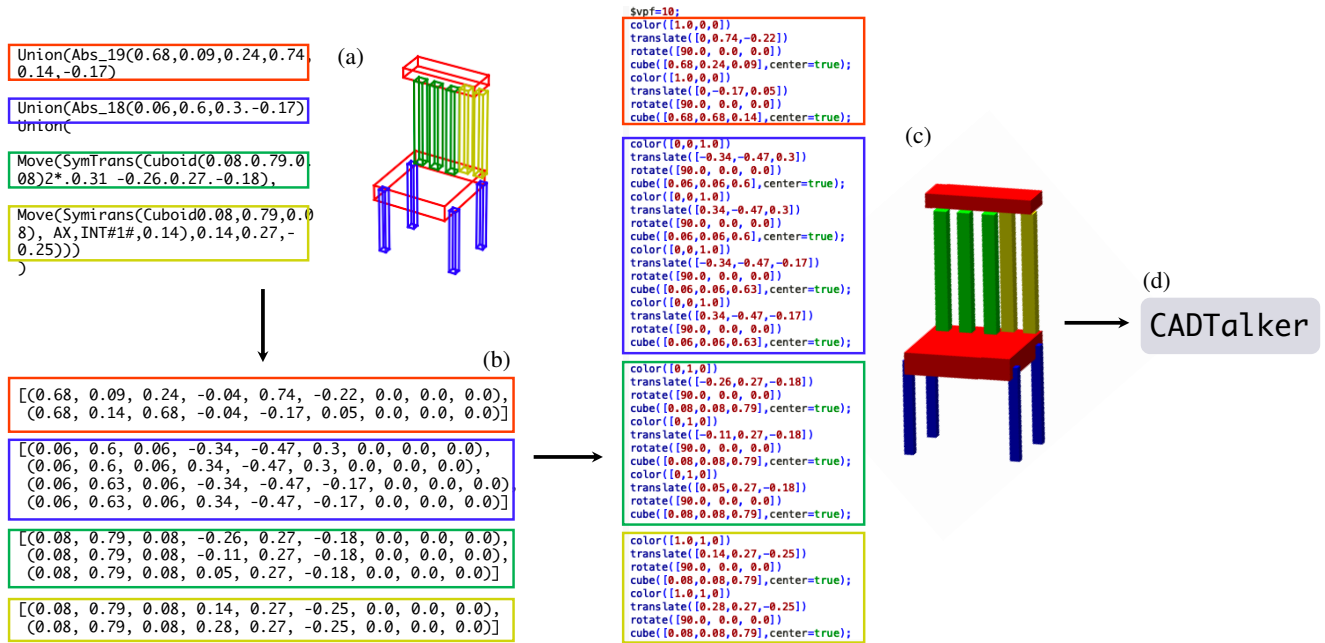 Union(Abs_19(0.68,0.09,0.24,0.74,
0.14,-0.17)
Union(Abs_18(0.06,0.6,0.3.-0.17)
Union(
Move(SymTrans(Cuboid(0.08.0.79.0.
08)2*.0.31 -0.26.0.27.-0.18),
Move(Symirans(Cuboid0.08,0.79,0.0
8), AX,INT#1#,0.14),0.14,0.27,-
0.25)))
)
(a)
(b)
[(0.68, 0.09, 0.24, -0.04, 0.74, -0.22, 0.0, 0.0, 0.0),
(0.68, 0.14, 0.68, -0.04, -0.17, 0.05, 0.0, 0.0, 0.0)]
[(0.06, 0.6, 0.06, -0.34, -0.47, 0.3, 0.0, 0.0, 0.0),
(0.06, 0.6, 0.06, 0.34, -0.47, 0.3, 0.0, 0.0, 0.0),
(0.06, 0.63, 0.06, -0.34, -0.47, -0.17, 0.0, 0.0, 0.0),
(0.06, 0.63, 0.06, 0.34, -0.47, -0.17, 0.0, 0.0, 0.0)]
[(0.08, 0.79, 0.08, -0.26, 0.27, -0.18, 0.0, 0.0, 0.0),
(0.08, 0.79, 0.08, -0.11, 0.27, -0.18, 0.0, 0.0, 0.0),
(0.08, 0.79, 0.08, 0.05, 0.27, -0.18, 0.0, 0.0, 0.0)]
[(0.08, 0.79, 0.08, 0.14, 0.27, -0.25, 0.0, 0.0, 0.0),
(0.08, 0.79, 0.08, 0.28, 0.27, -0.25, 0.0, 0.0, 0.0)]
$vpf=10;
color([1.0,0,0])
translate([0,0.74,-0.22])
rotate([90.0, 0.0, 0.0])
cube([0.68,0.24,0.09],center=true);
color([1.0,0,0])
translate([0,-0.17,0.05])
rotate([90.0, 0.0, 0.0])
cube([0.68,0.68,0.14],center=true);
color([0,0,1.0])
translate([-0.34,-0.47,0.3])
rotate([90.0, 0.0, 0.0])
cube([0.06,0.06,0.6],center=true);
color([0,0,1.0])
translate([0.34,-0.47,0.3])
rotate([90.0, 0.0, 0.0])
cube([0.06,0.06,0.6],center=true);
color([0,0,1.0])
translate([-0.34,-0.47,-0.17])
rotate([90.0, 0.0, 0.0])
cube([0.06,0.06,0.63],center=true);
color([0,0,1.0])
translate([0.34,-0.47,-0.17])
rotate([90.0, 0.0, 0.0])
cube([0.06,0.06,0.63],center=true);
color([0,1,0])
translate([-0.26,0.27,-0.18])
rotate([90.0, 0.0, 0.0])
cube([0.08,0.08,0.79],center=true);
color([0,1,0])
translate([-0.11,0.27,-0.18])
rotate([90.0, 0.0, 0.0])
cube([0.08,0.08,0.79],center=true);
color([0,1,0])
translate([0.05,0.27,-0.18])
rotate([90.0, 0.0, 0.0])
cube([0.08,0.08,0.79],center=true);
color([1.0,1,0])
translate([0.14,0.27,-0.25])
rotate([90.0, 0.0, 0.0])
cube([0.08,0.08,0.79],center=true);
color([1.0,1,0])
translate([0.28,0.27,-0.25])
rotate([90.0, 0.0, 0.0])
cube([0.08,0.08,0.79],center=true);
(c)
(d)
CADTalker